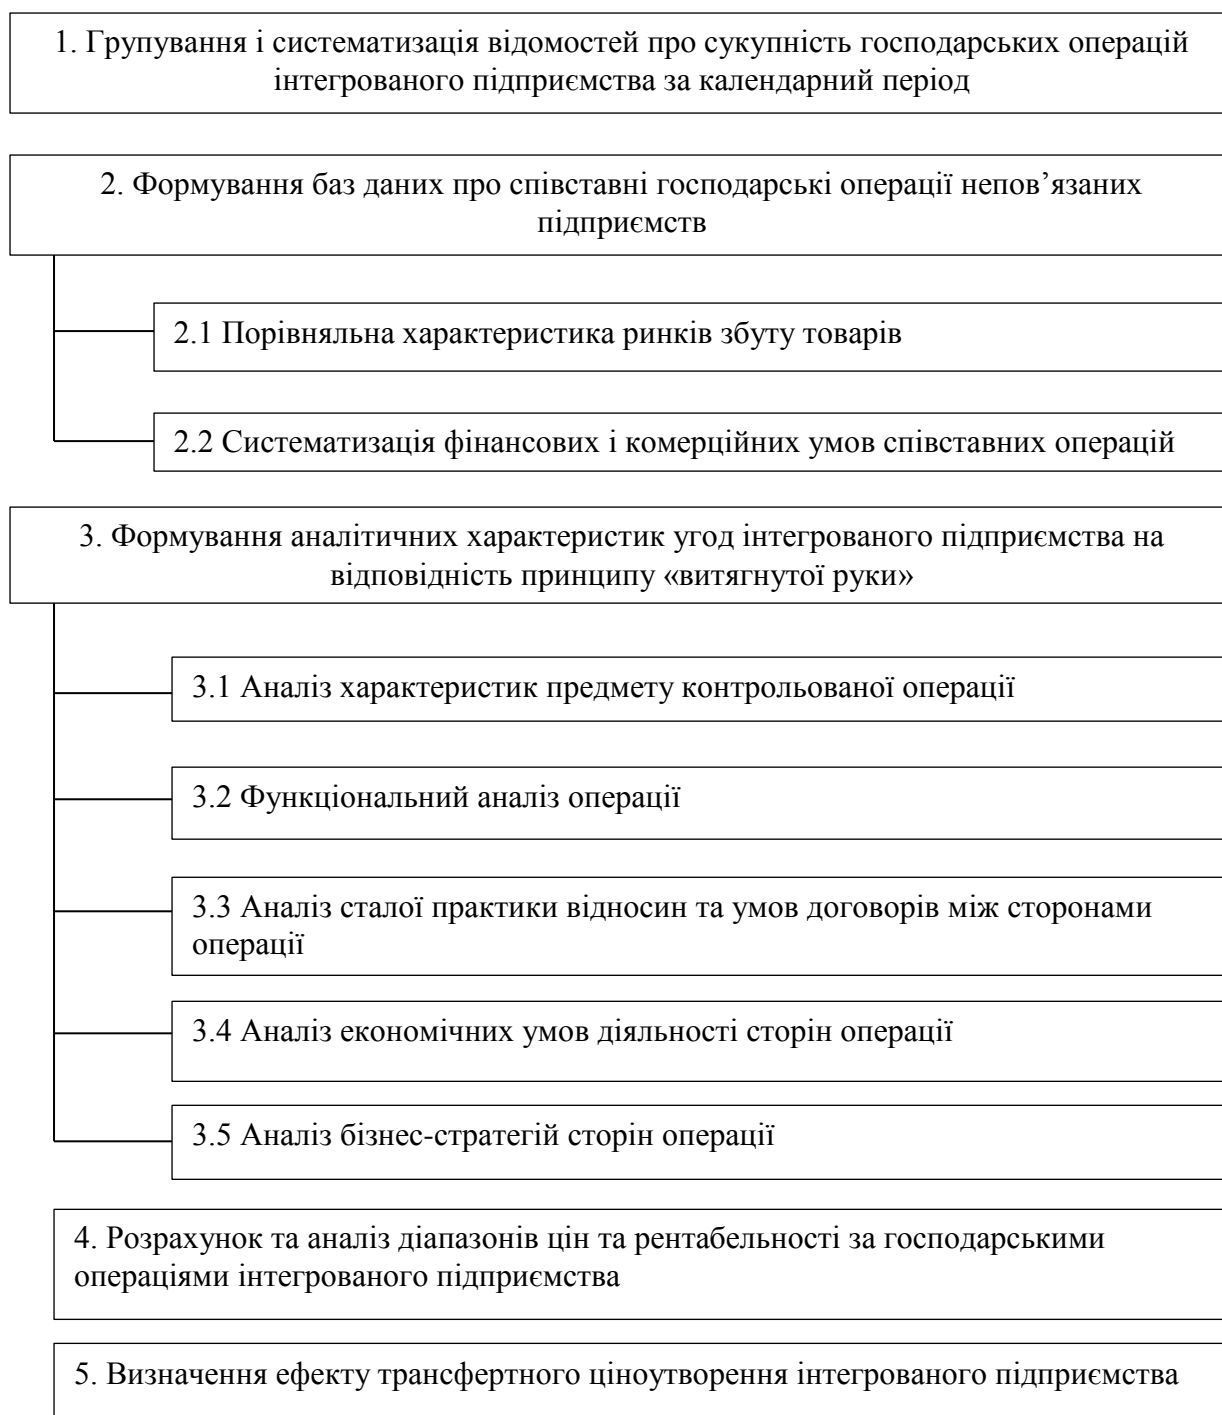 1. Групування і систематизація відомостей про сукупність господарських операцій
інтегрованого підприємства за календарний період
2. Формування баз даних про співставні господарські операції непов’язаних
підприємств
2.1 Порівняльна характеристика ринків збуту товарів
2.2 Систематизація фінансових і комерційних умов співставних операцій
3. Формування аналітичних характеристик угод інтегрованого підприємства на
відповідність принципу «витягнутої руки»
3.1 Аналіз характеристик предмету контрольованої операції
3.2 Функціональний аналіз операції
3.3 Аналіз сталої практики відносин та умов договорів між сторонами
операції
3.4 Аналіз економічних умов діяльності сторін операції
3.5 Аналіз бізнес-стратегій сторін операції
4. Розрахунок та аналіз діапазонів цін та рентабельності за господарськими
операціями інтегрованого підприємства
5. Визначення ефекту трансфертного ціноутворення інтегрованого підприємства